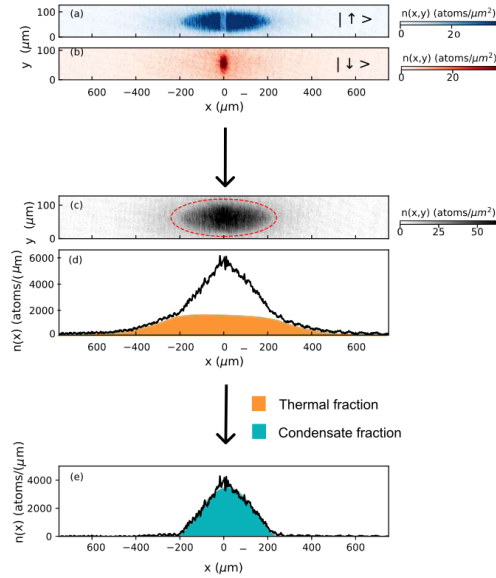 (a)
| ↑ >
100
0
y (μm)
n(x,y) (atoms/μm²)
0 20
(b)
| ↓ >
100
0
n(x,y) (atoms/μm²)
0 20
600 −400 −200 0 − 200 400 600
x (μm)
(c)
100
0
y (μm)
n(x,y) (atoms/μm²)
0 25 50
(d)
6000
4000
2000
0
n(x) (atoms/(μm)
600 −400 −200 0 − 200 400 600
x (μm)
Thermal fraction
Condensate fraction
(e)
4000
2000
0
n(x) (atoms/(μm)
600 −400 −200 0 − 200 400 600
x (μm)